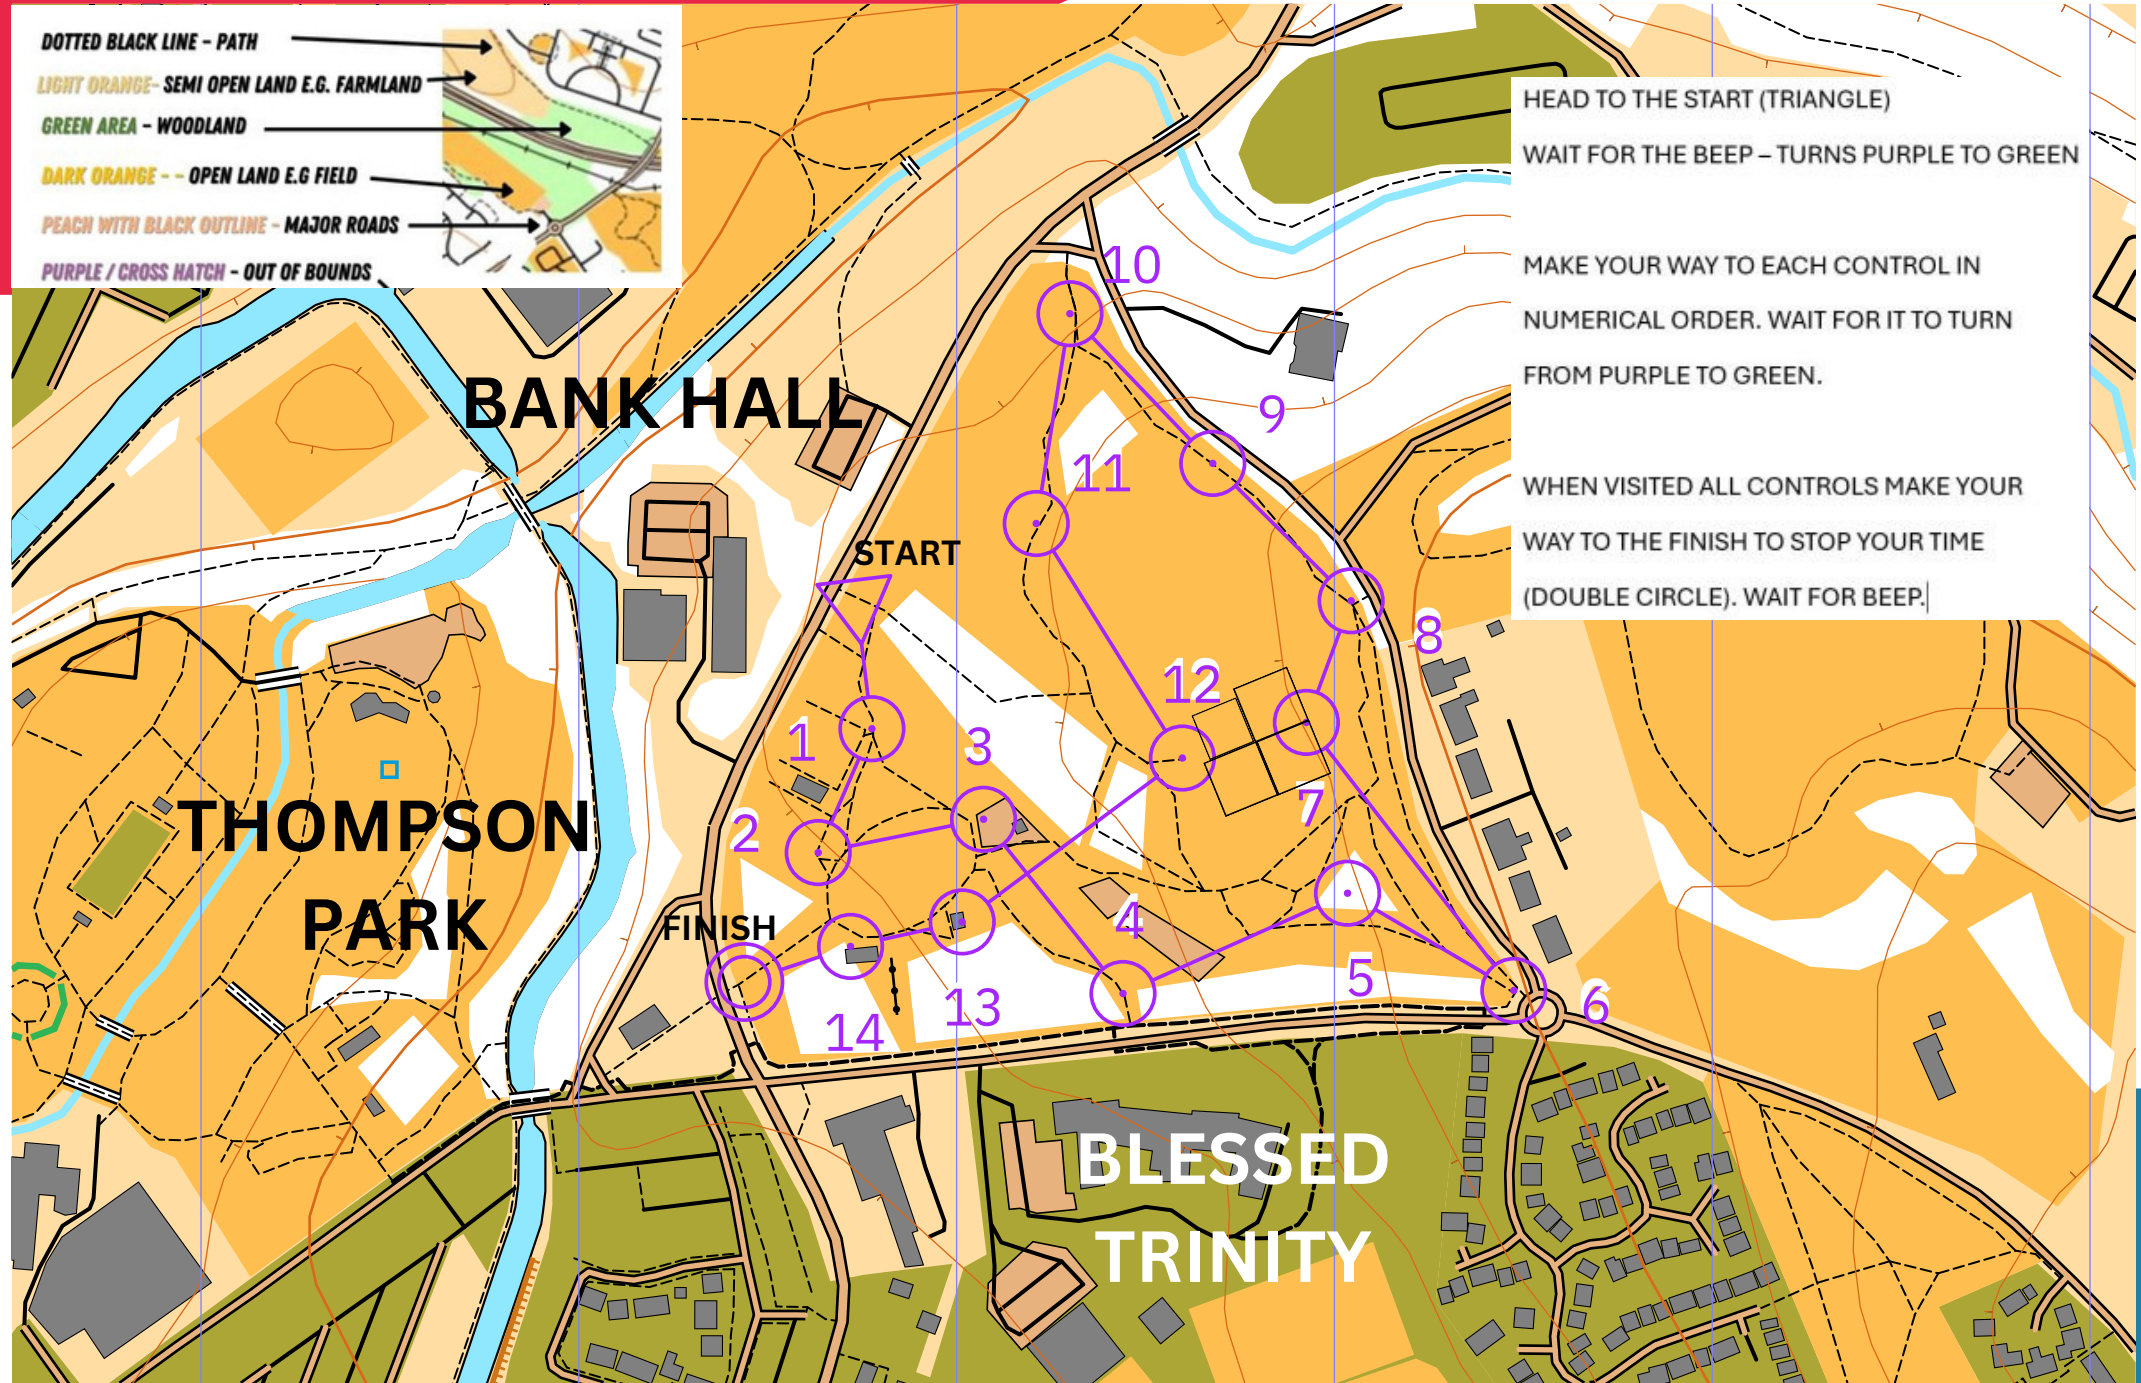 DOTTED BLACK LINE - PATH
LIGHT ORANGE- SEMI OPEN LAND E.G. FARMLAND
GREEN AREA - WOODLAND
DARK ORANGE - - OPEN LAND E.G FIELD
PEACH WITH BLACK OUTLINE - MAJOR ROADS
PURPLE / CROSS HATCH - OUT OF BOUNDS
HEAD TO THE START (TRIANGLE)
WAIT FOR THE BEEP – TURNS PURPLE TO GREEN
MAKE YOUR WAY TO EACH CONTROL IN
NUMERICAL ORDER. WAIT FOR IT TO TURN
FROM PURPLE TO GREEN.
WHEN VISITED ALL CONTROLS MAKE YOUR
WAY TO THE FINISH TO STOP YOUR TIME
(DOUBLE CIRCLE). WAIT FOR BEEP.
10
BANK HALL
9
11
START
8
12
1
3
7
2
THOMPSON
PARK
FINISH
4
5
6
13
14
BLESSED
TRINITY